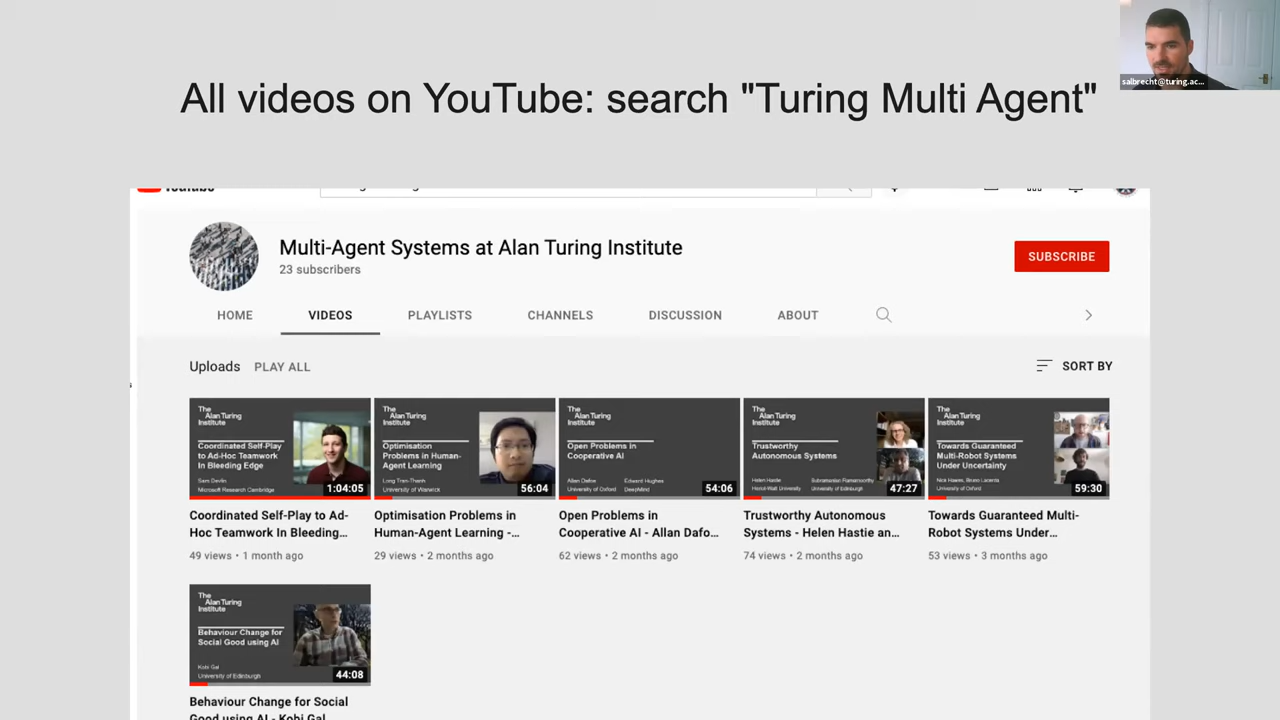 All videos on YouTube: search "Turing Multi Agent"
salbrecht@turing.ac...
YouTube
Multi-Agent Systems at Alan Turing Institute
23 subscribers
SUBSCRIBE
HOME VIDEOS PLAYLISTS CHANNELS DISCUSSION ABOUT
Uploads PLAY ALL
SORT BY
The
Alan Turing
Institute
Coordinated Self-Play
to Ad-Hoc Teamwork
In Bleeding Edge
Sam Devlin
Microsoft Research Cambridge
1:04:05
The
Alan Turing
Institute
Optimisation
Problems in Human-
Agent Learning
Long Tran-Thanh
University of Warwick
56:04
The
Alan Turing
Institute
Open Problems in
Cooperative AI
Allan Dafoe Edward Hughes
University of Oxford DeepMind
54:06
The
Alan Turing
Institute
Trustworthy
Autonomous Systems
Helen Hastie Subramanian Ramamoorthy
Heriot-Watt University University of Edinburgh
47:27
The
Alan Turing
Institute
Towards Guaranteed
Multi-Robot Systems
Under Uncertainty
Nick Hawes, Bruno Lacerda
University of Oxford
59:30
Coordinated Self-Play to Ad-
Hoc Teamwork In Bleeding...
49 views • 1 month ago
Optimisation Problems in
Human-Agent Learning -...
29 views • 2 months ago
Open Problems in
Cooperative AI - Allan Dafo...
62 views • 2 months ago
Trustworthy Autonomous
Systems - Helen Hastie an...
74 views • 2 months ago
Towards Guaranteed Multi-
Robot Systems Under...
53 views • 3 months ago
The
Alan Turing
Institute
Behaviour Change for
Social Good using AI
Kobi Gal
University of Edinburgh
44:08
Behaviour Change for Social
Good using AI - Kobi Gal